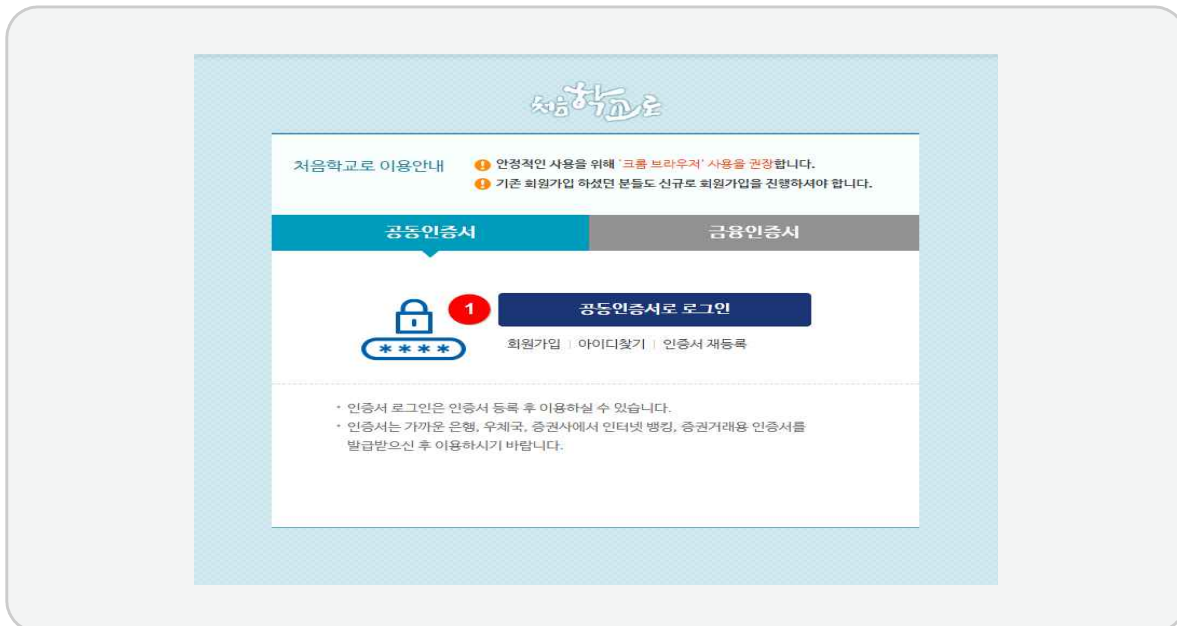 처음학교로
처음학교로 이용안내
안정적인 사용을 위해 '크롬 브라우저' 사용을 권장합니다.
기존 회원가입 하셨던 분들도 신규로 회원가입을 진행하셔야 합니다.
공동인증서 금융인증서
1 공동인증서로 로그인
****
회원가입 | 아이디찾기 | 인증서 재등록
· 인증서 로그인은 인증서 등록 후 이용하실 수 있습니다.
· 인증서는 가까운 은행, 우체국, 증권사에서 인터넷 뱅킹, 증권거래용 인증서를
발급받으신 후 이용하시기 바랍니다.